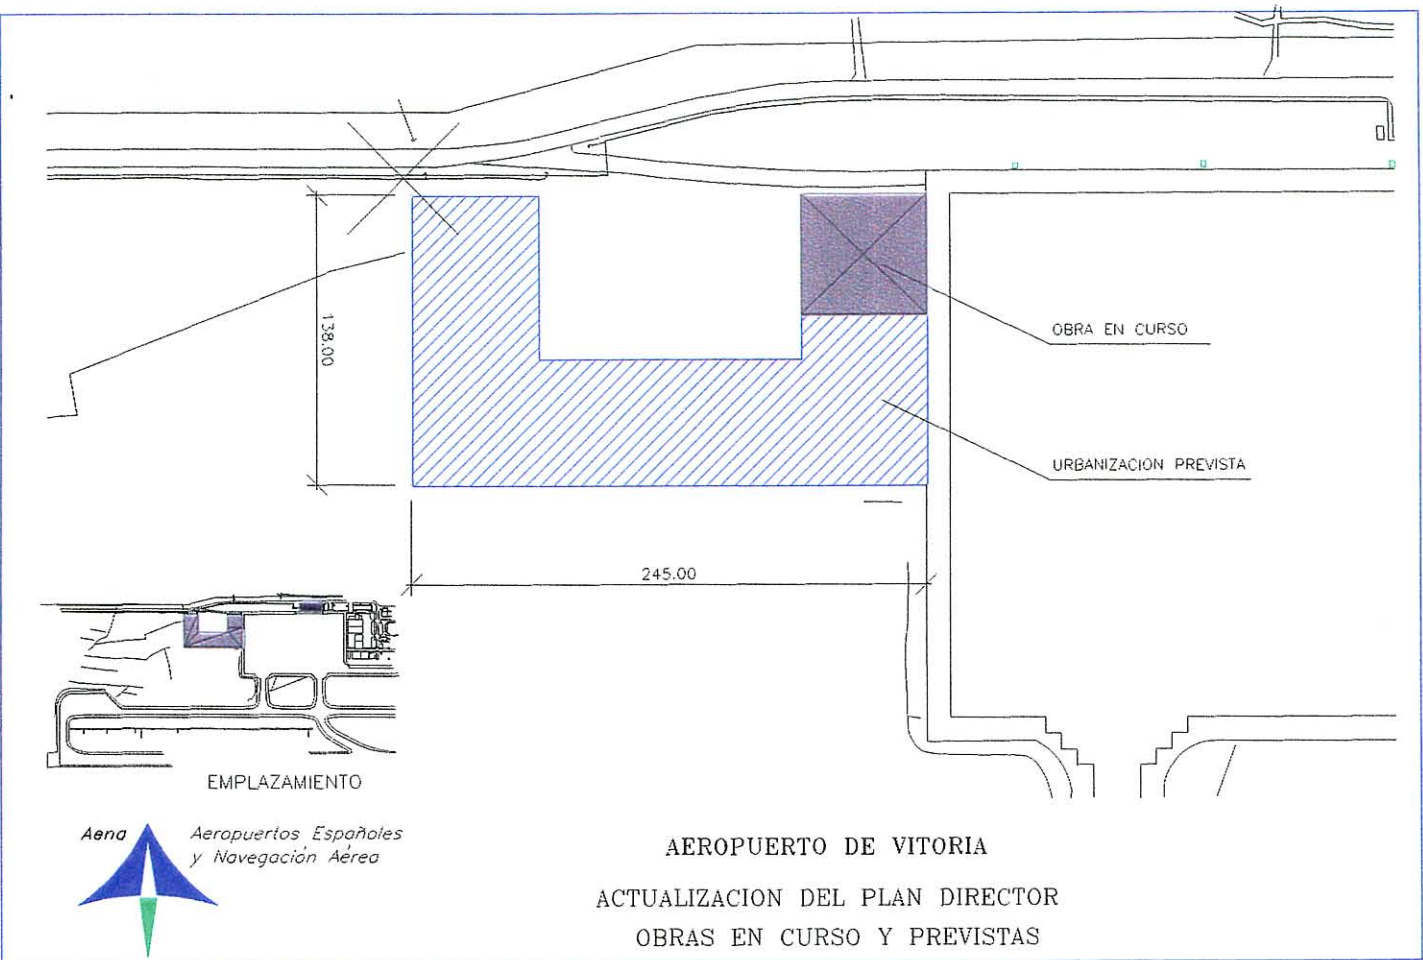 138.00
OBRA EN CURSO
URBANIZACION PREVISTA
245.00
EMPLAZAMIENTO
Aena
Aeropuertos Españoles
y Navegación Aérea
AEROPUERTO DE VITORIA
ACTUALIZACION DEL PLAN DIRECTOR
OBRAS EN CURSO Y PREVISTAS